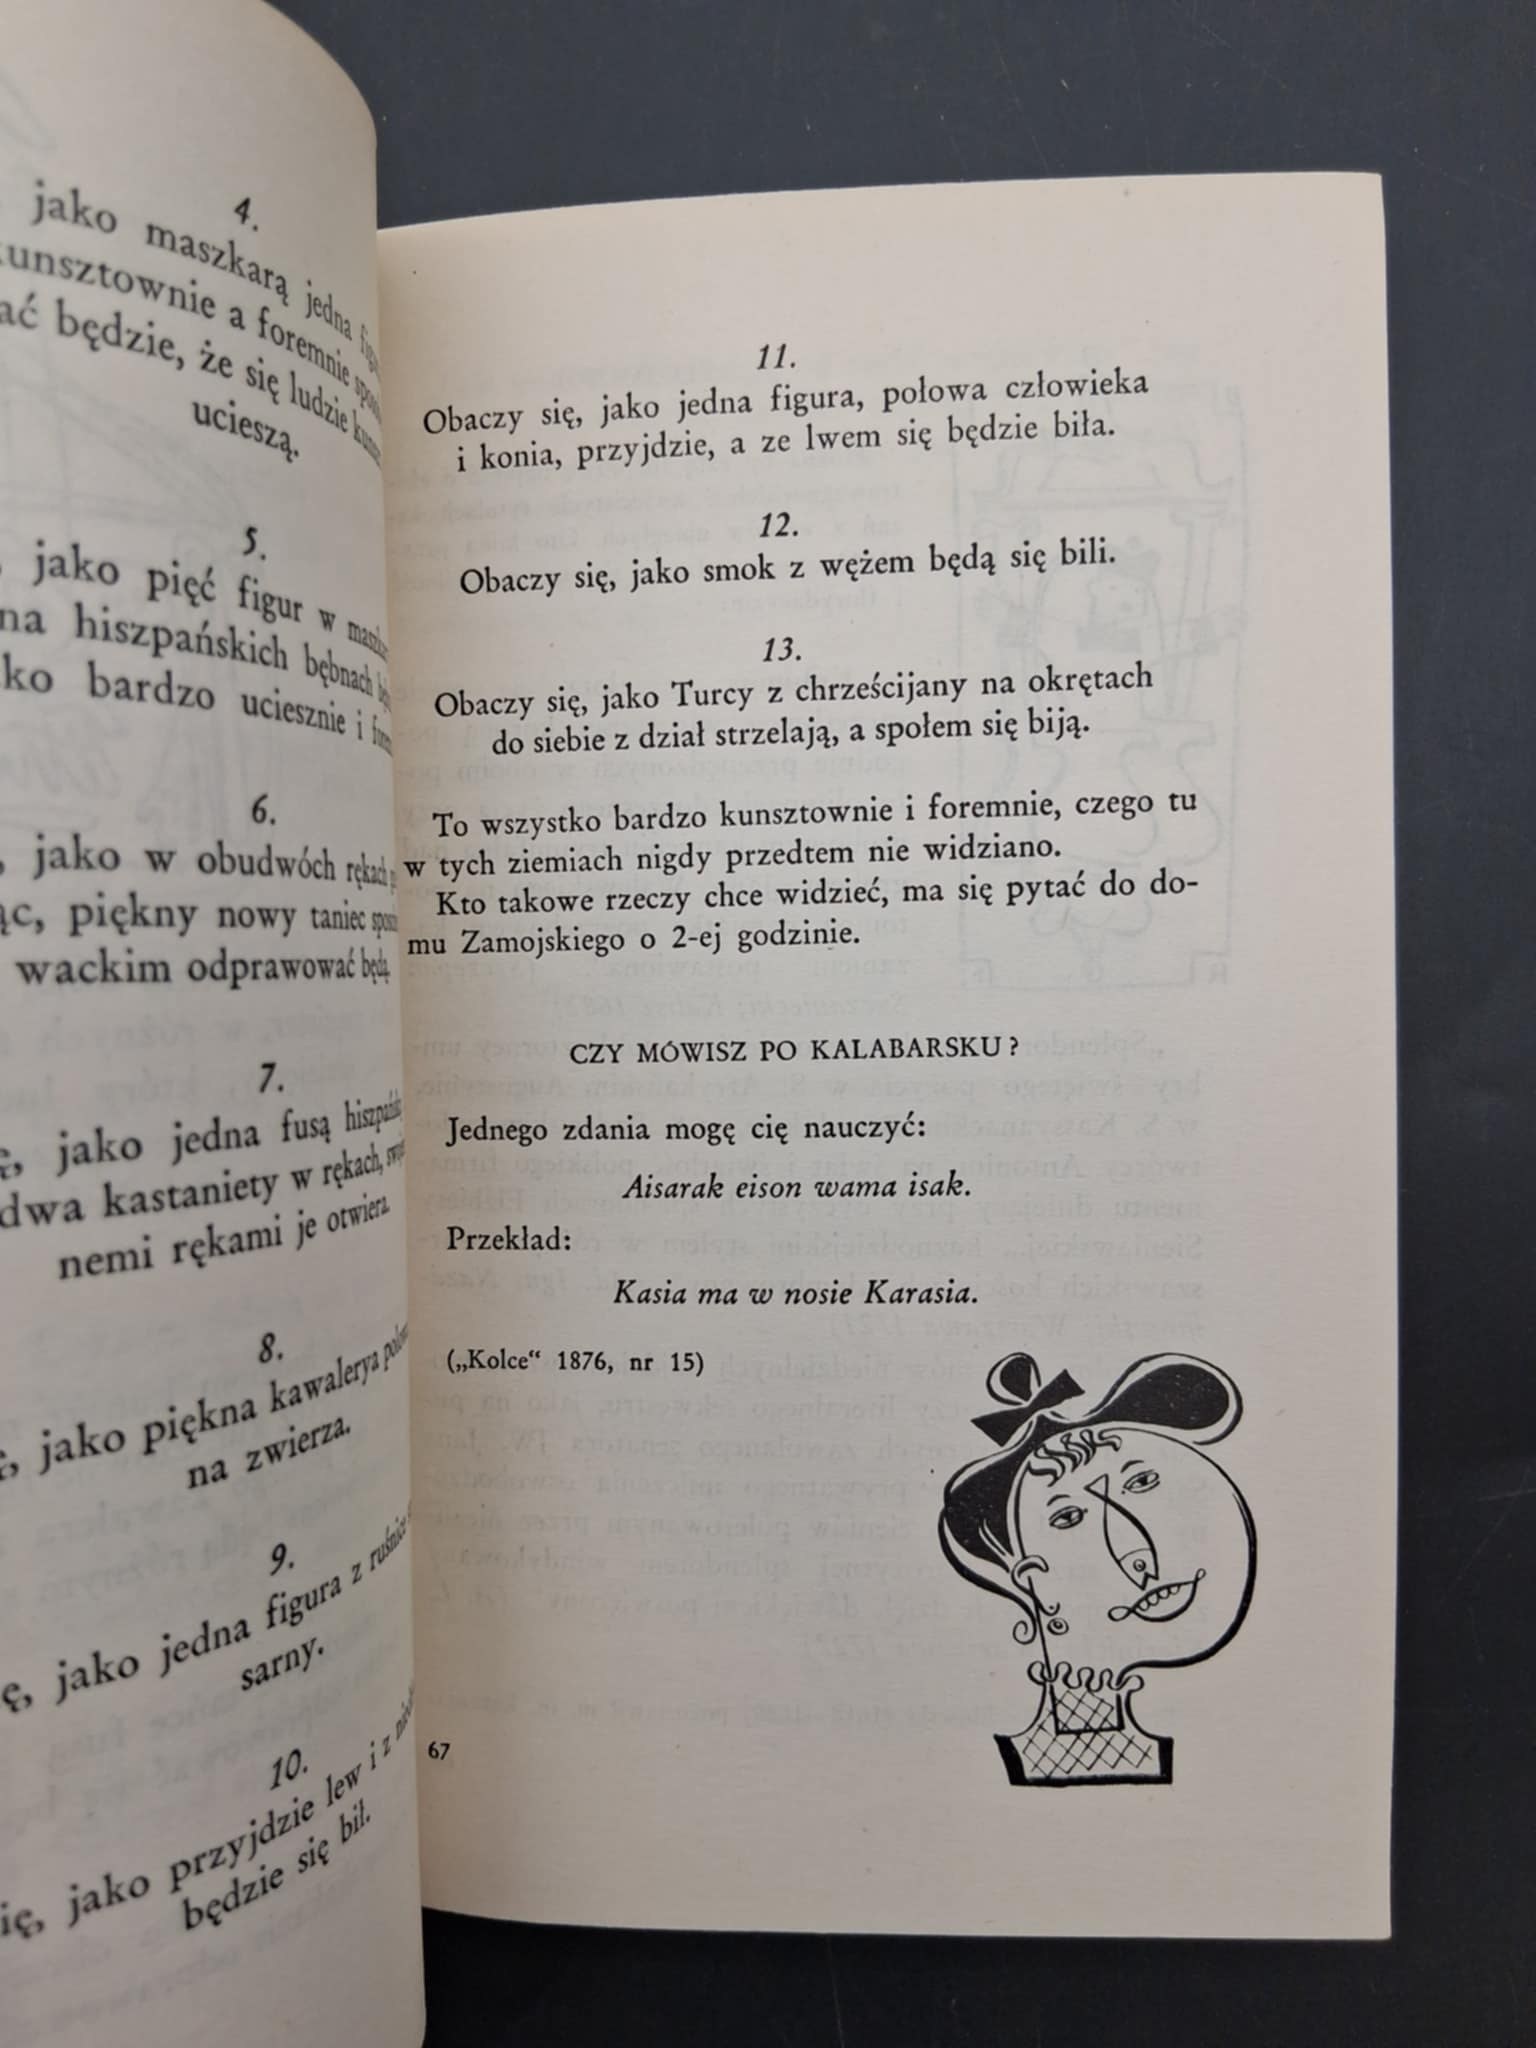 4.
jako maszkarą jedna
kunsztownie a foremnie
będzie, że się ludzie
ucieszą.
5.
jako pięć figur w
na hiszpańskich bębnach
bardzo uciesznie i
6.
jako w obudwóch rękach
piękny nowy taniec
wackim odprawować będą.
7.
jako jedna fusą
dwa kastaniety w rękach,
nemi rękami je otwiera.
8.
jako piękna kawalerya
na zwierza.
9.
jako jedna figura z ruśnice
sarny.
10.
jako przyjdzie lew i z
będzie się bił.
11.
Obaczy się, jako jedna figura, połowa człowieka
i konia, przyjdzie, a ze lwem się będzie biła.
12.
Obaczy się, jako smok z wężem będą się bili.
13.
Obaczy się, jako Turcy z chrześcijany na okrętach
do siebie z dział strzelają, a społem się biją.
To wszystko bardzo kunsztownie i foremnie, czego tu
w tych ziemiach nigdy przedtem nie widziano.
Kto takowe rzeczy chce widzieć, ma się pytać do do-
mu Zamojskiego o 2-ej godzinie.
CZY MÓWISZ PO KALABARSKU?
Jednego zdania mogę cię nauczyć:
Aisarak eison wama isak.
Przekład:
Kasia ma w nosie Karasia.
(„Kolce“ 1876, nr 15)
67